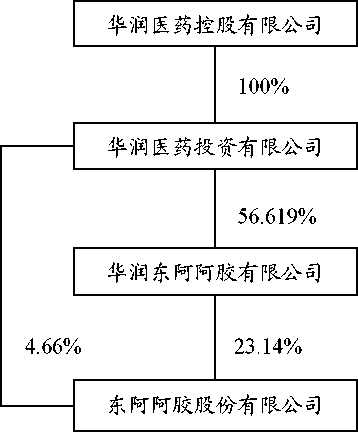 华润医药控股有限公司
100%
华润医药投资有限公司
56.619%
华润东阿阿胶有限公司
4.66%
23.14%
东阿阿胶股份有限公司